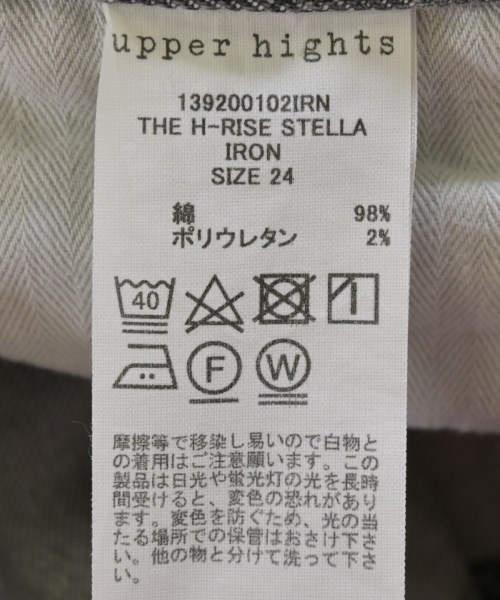 upper hights
139200102IRN
THE H-RISE STELLA
IRON
SIZE 24
綿 98%
ポリウレタン 2%
40
F W
摩擦等で移染し易いので白物と
の着用はご注意願います。この
製品は日光や蛍光灯の光を長時
間受けると、変色の恐れがあり
ます。変色を防ぐため、光の当
たる場所での保管はおさけ下さ
い。他の物と分けて洗って下さ
い。